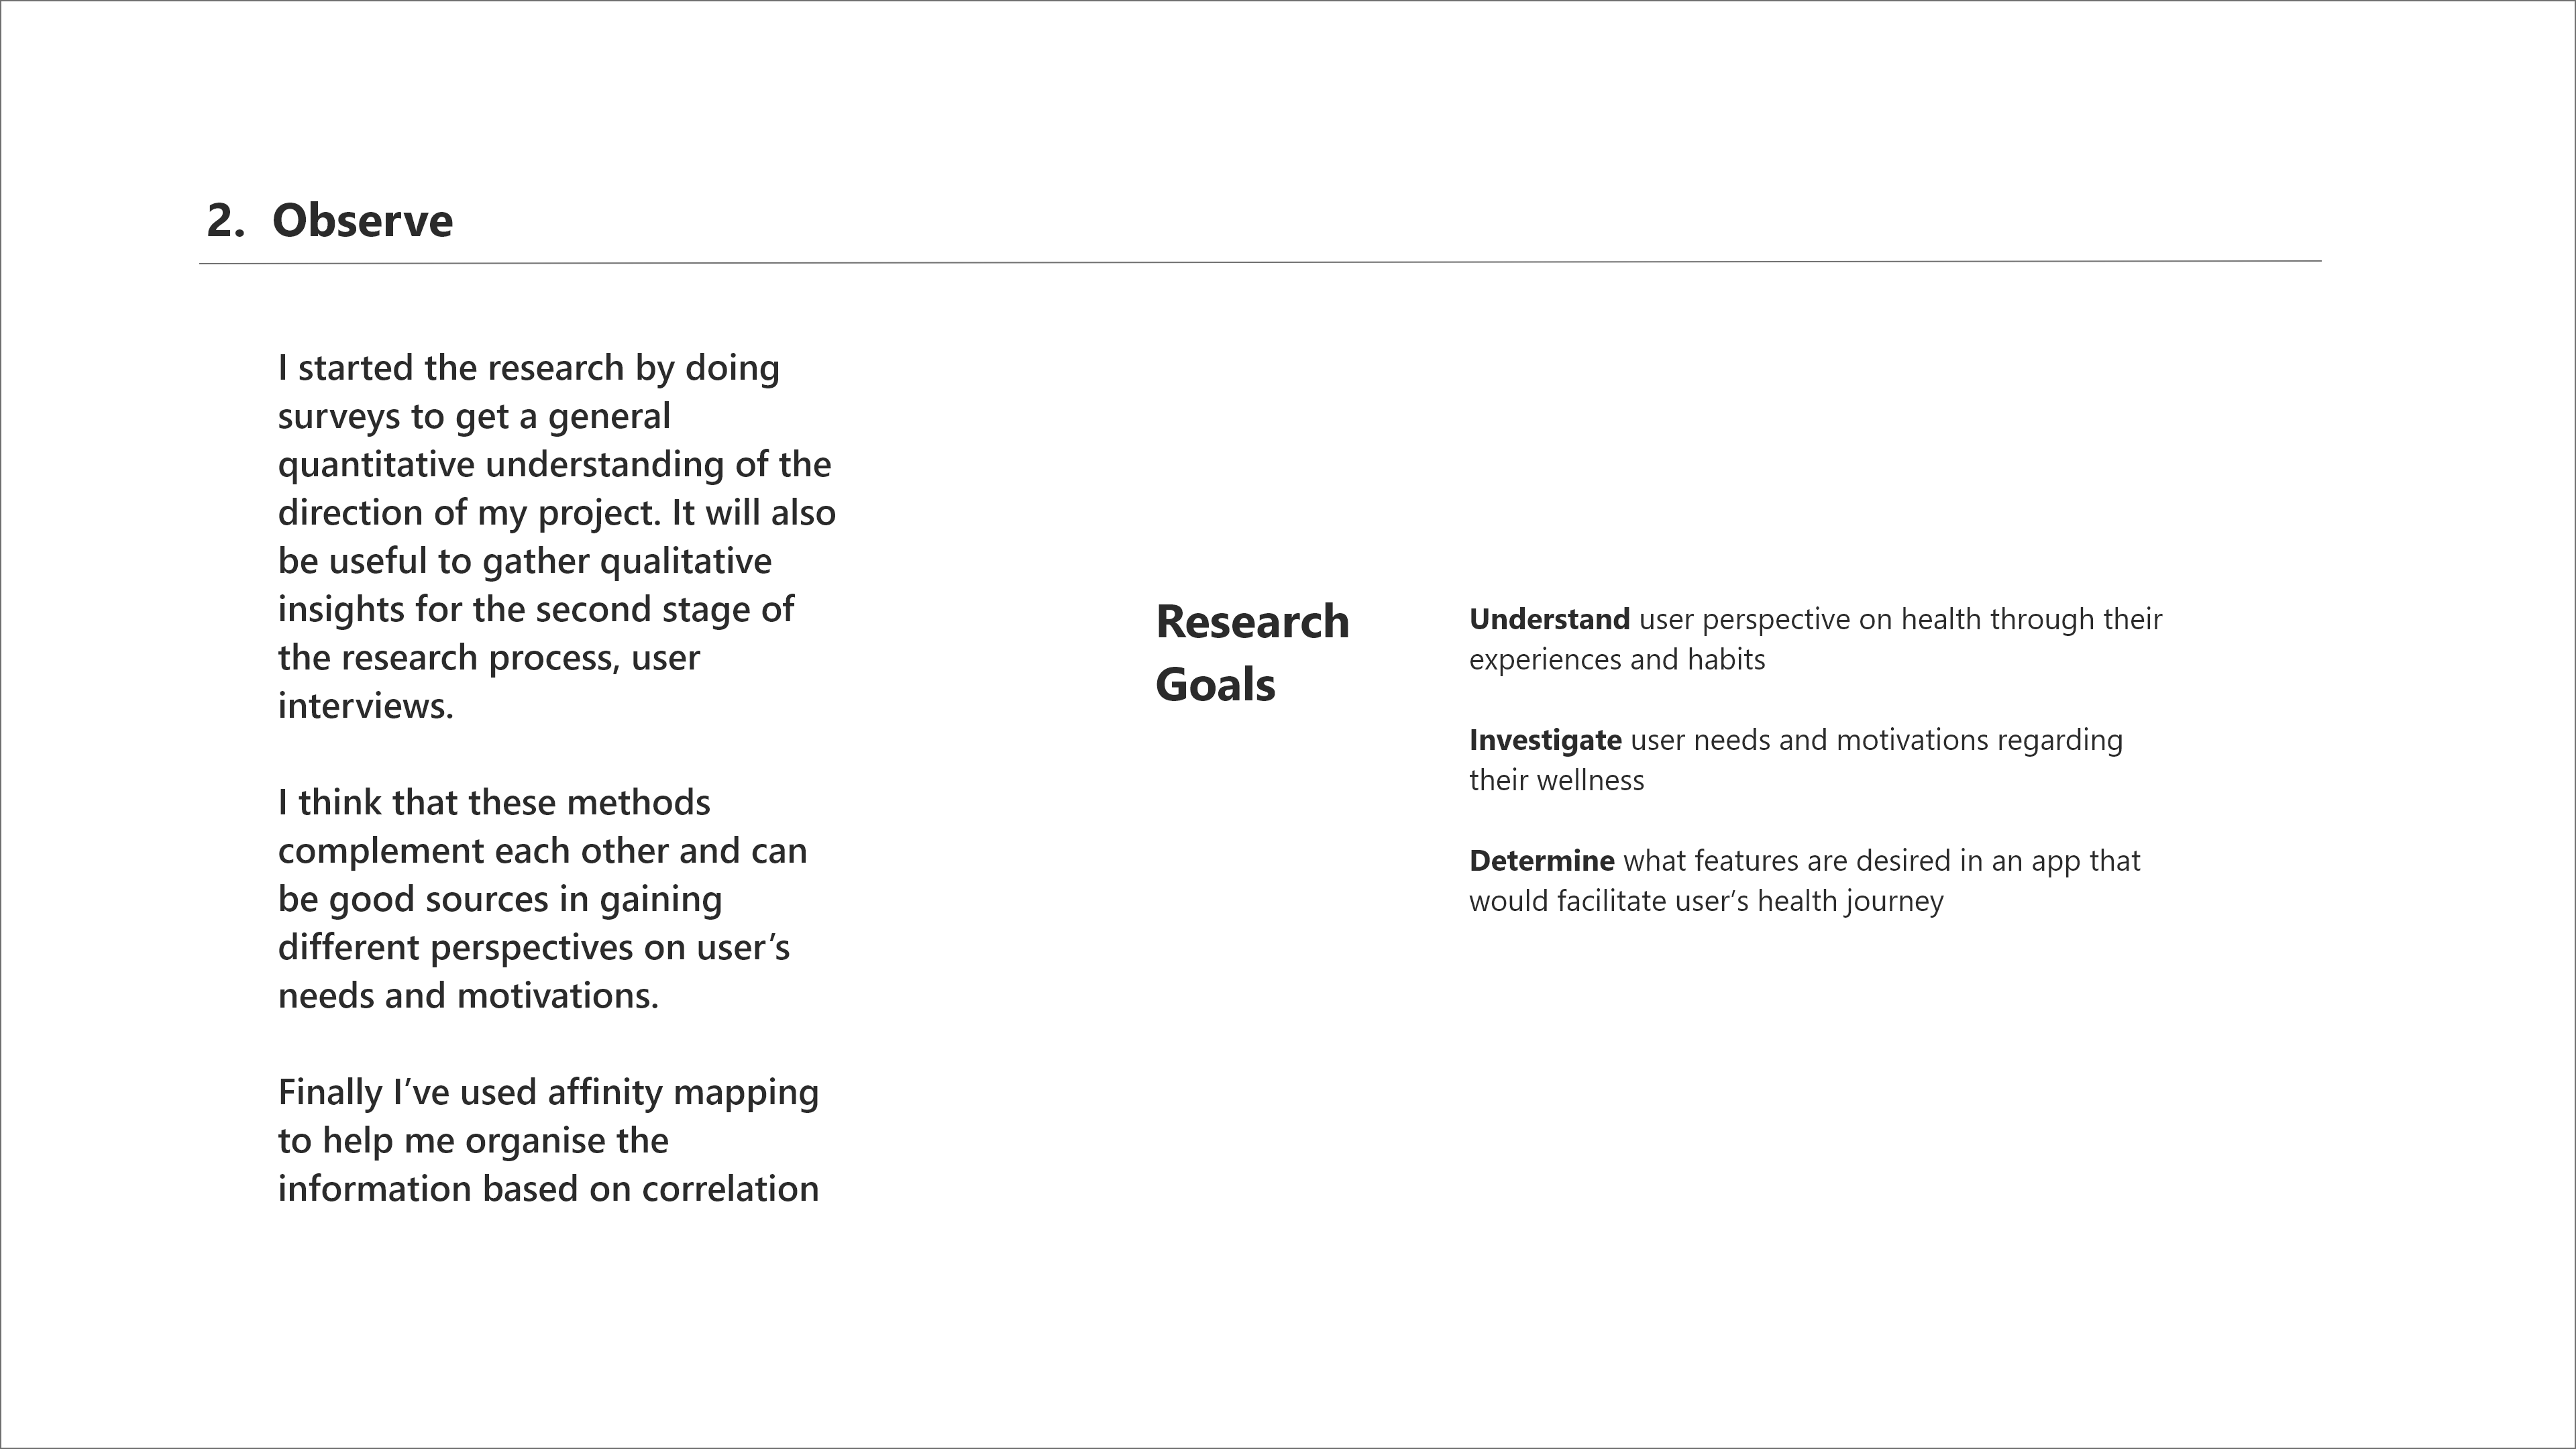 2. Observe
I started the research by doing
surveys to get a general
quantitative understanding of the
direction of my project. It will also
be useful to gather qualitative
insights for the second stage of
the research process, user
interviews.
I think that these methods
complement each other and can
be good sources in gaining
different perspectives on user’s
needs and motivations.
Finally I’ve used affinity mapping
to help me organise the
information based on correlation
Research
Goals
Understand user perspective on health through their
experiences and habits
Investigate user needs and motivations regarding
their wellness
Determine what features are desired in an app that
would facilitate user’s health journey